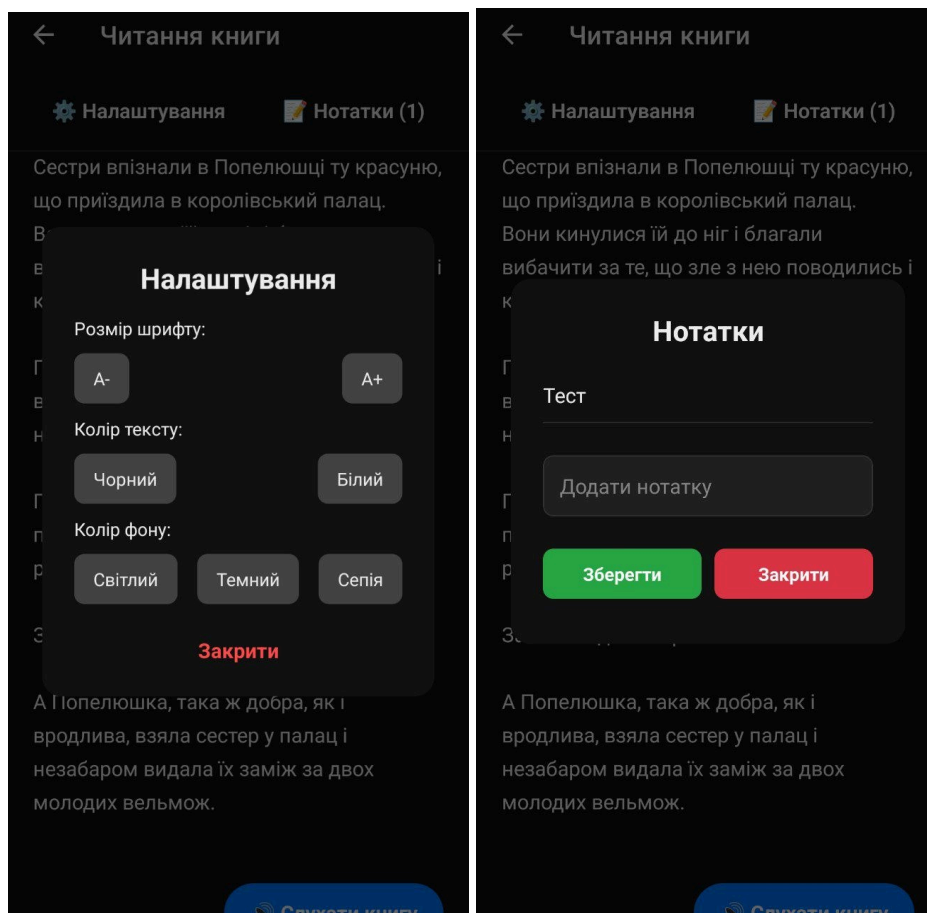 Читання книги
Налаштування
Нотатки (1)
Сестри впізнали в Попелюшці ту красуню,
що приїздила в королівський палац.
В
в і
к
Налаштування
Розмір шрифту:
A-
A+
Колір тексту:
Чорний
Білий
Колір фону:
Світлий
Темний
Сепія
Закрити
А Попелюшка, така ж добра, як і
вродлива, взяла сестер у палац і
незабаром видала їх заміж за двох
молодих вельмож.
Слухати книгу
Читання книги
Налаштування
Нотатки (1)
Сестри впізнали в Попелюшці ту красуню,
що приїздила в королівський палац.
Вони кинулися їй до ніг і благали
вибачити за те, що зле з нею поводились і
к
Нотатки
Тест
Додати нотатку
Зберегти
Закрити
А Попелюшка, така ж добра, як і
вродлива, взяла сестер у палац і
незабаром видала їх заміж за двох
молодих вельмож.
Слухати книгу